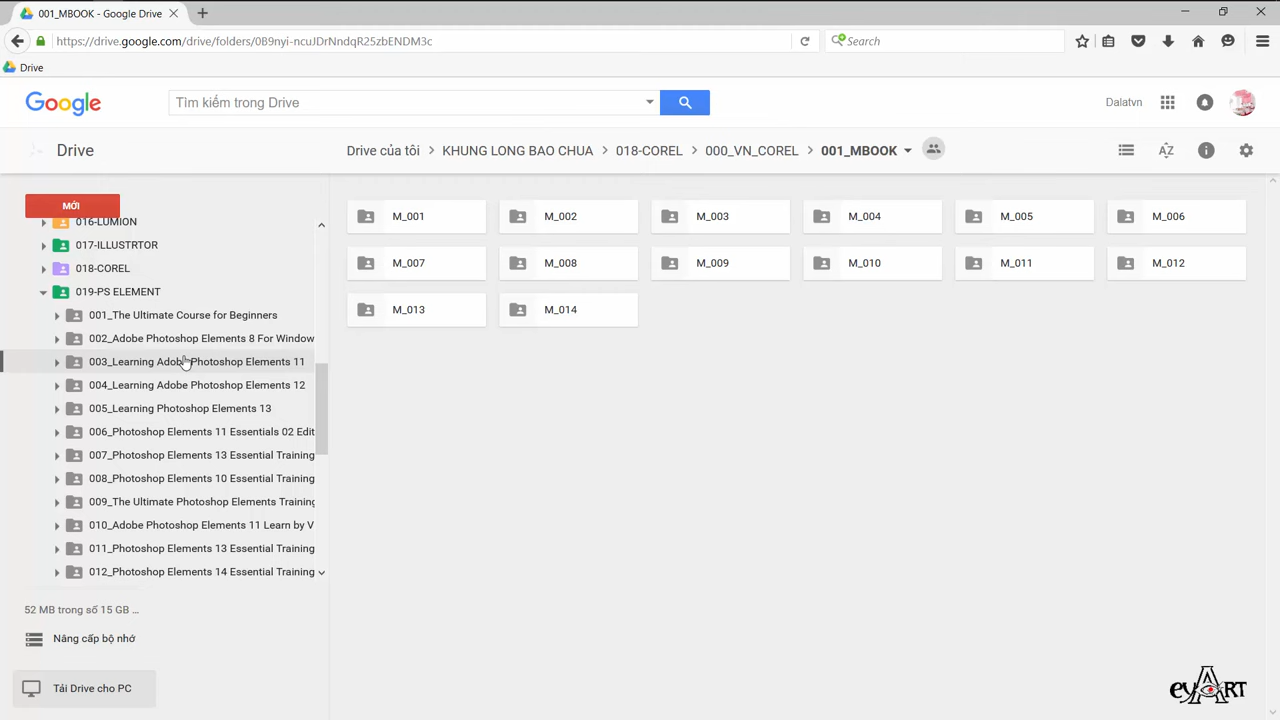 001_MBOOK - Google Drive
https://drive.google.com/drive/folders/0B9nyi-ncuJDrNndqR25zbENDM3c
Search
Drive
Google
Tìm kiếm trong Drive
Dalatvn
Drive
Drive của tôi > KHUNG LONG BAO CHUA > 018-COREL > 000_VN_COREL > 001_MBOOK
MỚI
016-LUMION
017-ILLUSTRTOR
018-COREL
019-PS ELEMENT
001_The Ultimate Course for Beginners
002_Adobe Photoshop Elements 8 For Window
003_Learning Adobe Photoshop Elements 11
004_Learning Adobe Photoshop Elements 12
005_Learning Photoshop Elements 13
006_Photoshop Elements 11 Essentials 02 Edit
007_Photoshop Elements 13 Essential Training
008_Photoshop Elements 10 Essential Training
009_The Ultimate Photoshop Elements Training
010_Adobe Photoshop Elements 11 Learn by V
011_Photoshop Elements 13 Essential Training
012_Photoshop Elements 14 Essential Training
52 MB trong số 15 GB ...
Nâng cấp bộ nhớ
Tải Drive cho PC
M_001 M_002 M_003 M_004 M_005 M_006
M_007 M_008 M_009 M_010 M_011 M_012
M_013 M_014
eyART